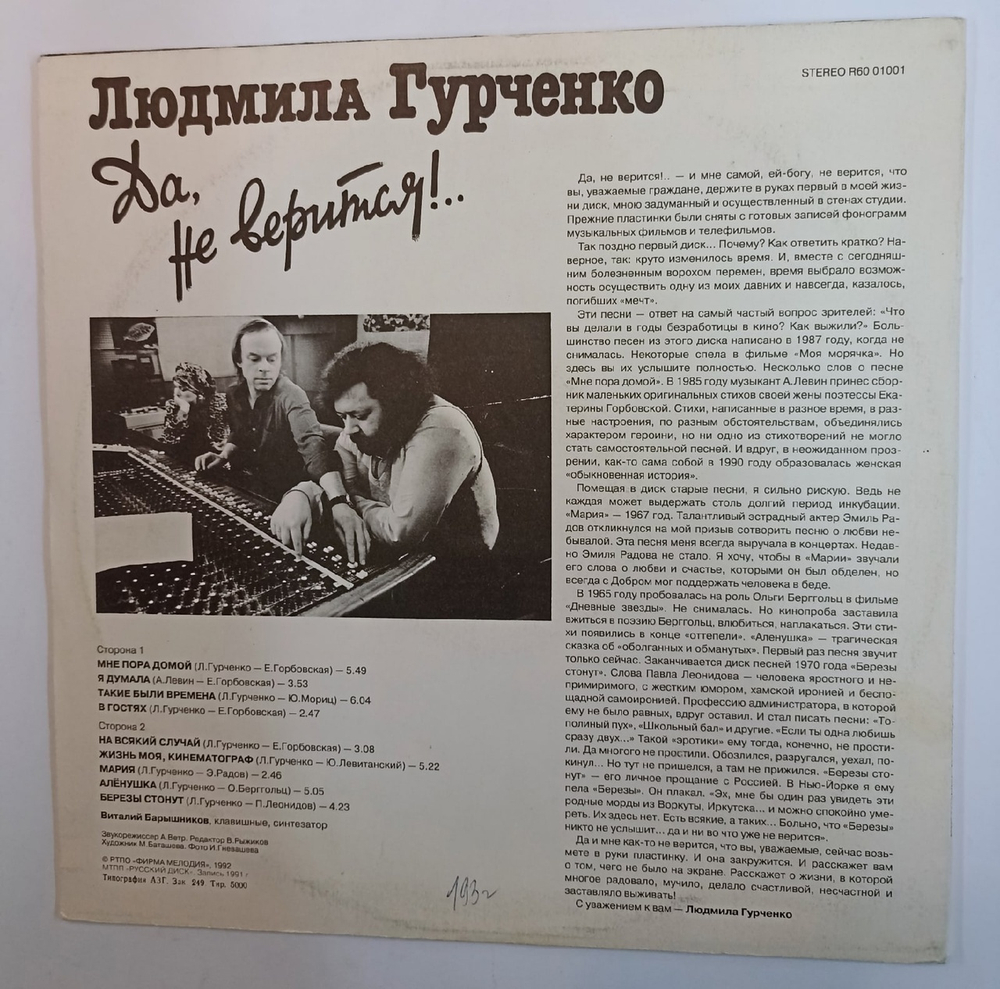 Людмила Гурченко
STEREO R60 01001
Да,
не верится!..
Да, не верится!.. — и мне самой, ей-богу, не верится, что
вы, уважаемые граждане, держите в руках первый в моей жиз-
ни диск, мною задуманный и осуществленный в стенах студии.
Прежние пластинки были сняты с готовых записей фонограмм
музыкальных фильмов и телефильмов.
Так поздно первый диск... Почему? Как ответить кратко? На-
верное, так: круто изменилось время. И, вместе с сегодняш-
ним болезненным ворохом перемен, время выбрало возмож-
ность осуществить одну из моих давних и навсегда, казалось,
погибших «мечт».
Эти песни — ответ на самый частый вопрос зрителей: «Что
вы делали в годы безработицы в кино? Как выжили?» Боль-
шинство песен из этого диска написано в 1987 году, когда не
снималась. Некоторые спела в фильме «Моя морячка». Но
здесь вы их услышите полностью. Несколько слов о песне
«Мне пора домой». В 1985 году музыкант А.Левин принес сбор-
ник маленьких оригинальных стихов своей жены поэтессы Ека-
терины Горбовской. Стихи, написанные в разное время, в раз-
ные настроения, по разным обстоятельствам, объединялись
характером героини, но ни одно из стихотворений не могло
стать самостоятельной песней. И вдруг, в неожиданном проз-
рении, как-то сама собой в 1990 году образовалась женская
«обыкновенная история».
Помещая в диск старые песни, я сильно рискую. Ведь не
каждая может выдержать столь долгий период инкубации.
«Мария» — 1967 год. Талантливый эстрадный актер Эмиль Ра-
дов откликнулся на мой призыв сотворить песню о любви не-
бывалой. Эта песня меня всегда выручала в концертах. Недав-
но Эмиля Радова не стало. Я хочу, чтобы в «Марии» звучали
его слова о любви и счастье, которыми он был обделен, но
всегда с Добром мог поддержать человека в беде.
В 1965 году пробовалась на роль Ольги Берггольц в фильме
«Дневные звезды». Не снималась. Но кинопроба заставила
вжиться в поэзию Берггольц, влюбиться, наплакаться. Эти сти-
хи появились в конце «оттепели». «Аленушка» — трагическая
сказка об «оболганных и обманутых». Первый раз песня звучит
только сейчас. Заканчивается диск песней 1970 года «Березы
стонут». Слова Павла Леонидова — человека яростного и не-
примиримого, с жестким юмором, хамской иронией и беспо-
щадной самоиронией. Профессию администратора, в которой
ему не было равных, вдруг оставил. И стал писать песни: «То-
полиный пух», «Школьный бал» и другие. «Если ты одна любишь
сразу двух...» Такой «эротики» ему тогда, конечно, не прости-
ли. Да многого не простили. Обозлился, разругался, уехал, по-
кинул... Но тут не пришелся, а там не прижился. «Березы сто-
нут» — его личное прощание с Россией. В Нью-Йорке я ему
пела «Березы». Он плакал. «Эх, мне бы один раз увидеть эти
родные морды из Воркуты, Иркутска... и можно спокойно уме-
реть. Их здесь нет. Есть всякие, а таких... Больно, что «Березы»
никто не услышит... да и ни во что уже не верится».
Да и мне как-то не верится, что вы, уважаемые, сейчас возь-
мете в руки пластинку. И она закружится. И расскажет вам
о том, чего не было на экране. Расскажет о жизни, в которой
многое радовало, мучило, делало счастливой, несчастной и
заставляло выживать!
С уважением к вам — Людмила Гурченко
Сторона 1
МНЕ ПОРА ДОМОЙ (Л.Гурченко — Е.Горбовская) — 5.49
Я ДУМАЛА (А.Левин — Е.Горбовская) — 3.53
ТАКИЕ БЫЛИ ВРЕМЕНА (Л.Гурченко — Ю.Мориц) — 6.04
В ГОСТЯХ (Л.Гурченко — Е.Горбовская) — 2.47
Сторона 2
НА ВСЯКИЙ СЛУЧАЙ (Л.Гурченко — Е.Горбовская) — 3.08
ЖИЗНЬ МОЯ, КИНЕМАТОГРАФ (Л.Гурченко — Ю.Левитанский) — 5.22
МАРИЯ (Л.Гурченко — Э.Радов) — 2.46
АЛЁНУШКА (Л.Гурченко — О.Берггольц) — 5.05
БЕРЕЗЫ СТОНУТ (Л.Гурченко — П.Леонидов) — 4.23
Виталий Барышников, клавишные, синтезатор
Звукорежиссер А.Ветр. Редактор В.Рыжиков
Художник М.Баташева. Фото И.Гневашева
© РТПО «ФИРМА МЕЛОДИЯ», 1992
МТПП «РУССКИЙ ДИСК». Запись 1991 г.
Типография АЗГ. Зак 249. Тир. 5000
193г